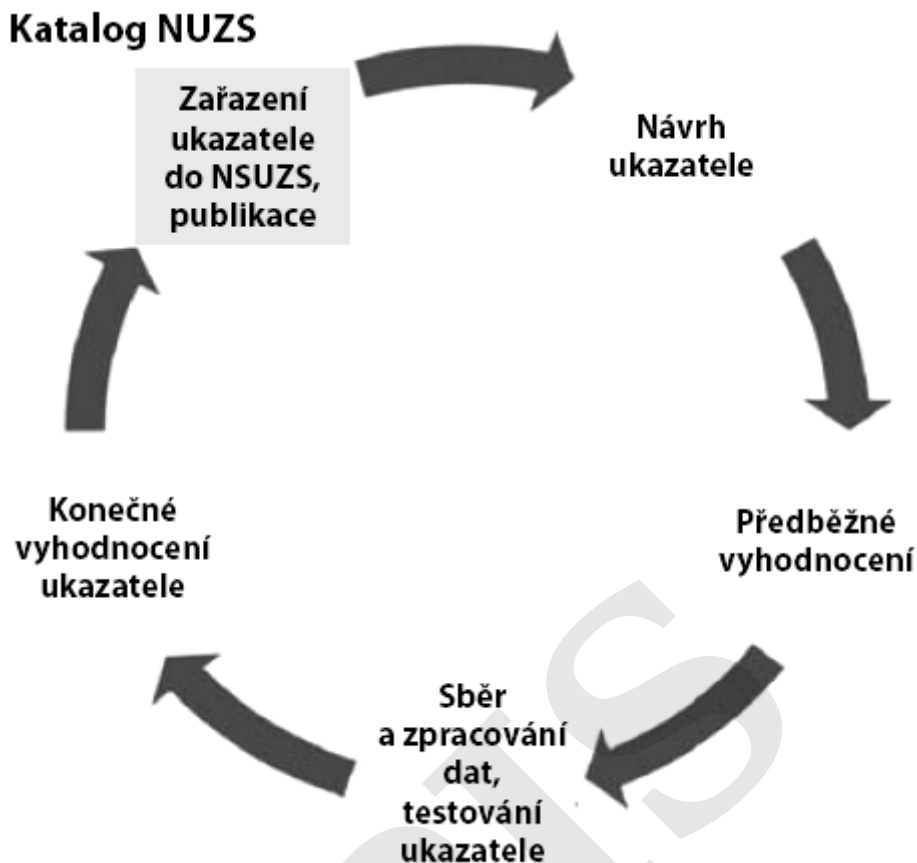 Katalog NUZS
Zařazení
ukazatele
do NSUZS,
publikace
Návrh
ukazatele
Předběžné
vyhodnocení
Sběr
a zpracování
dat,
testování
ukazatele
Konečné
vyhodnocení
ukazatele